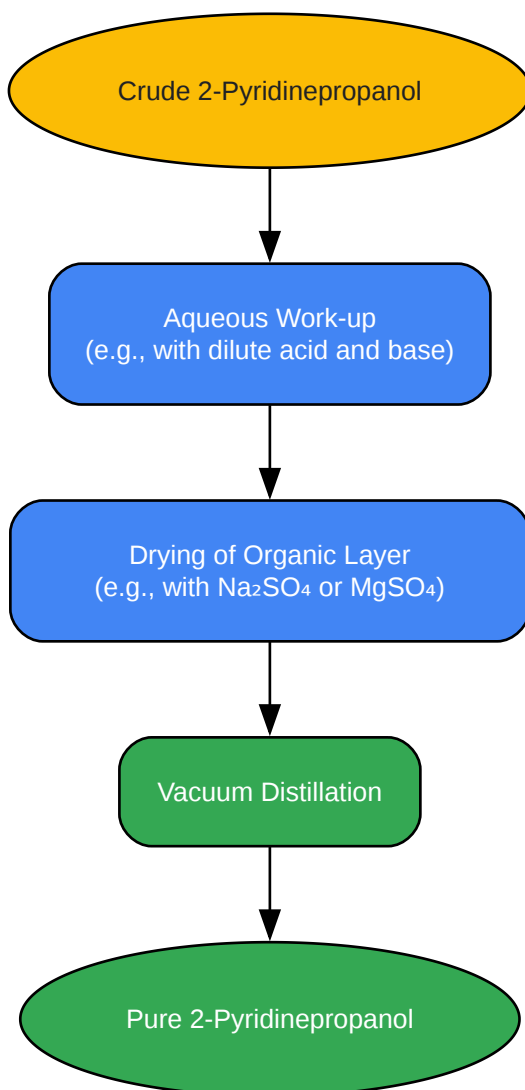 Crude 2-Pyridinepropanol
Aqueous Work-up
(e.g., with dilute acid and base)
Drying of Organic Layer
(e.g., with Na₂SO₄ or MgSO₄)
Vacuum Distillation
Pure 2-Pyridinepropanol